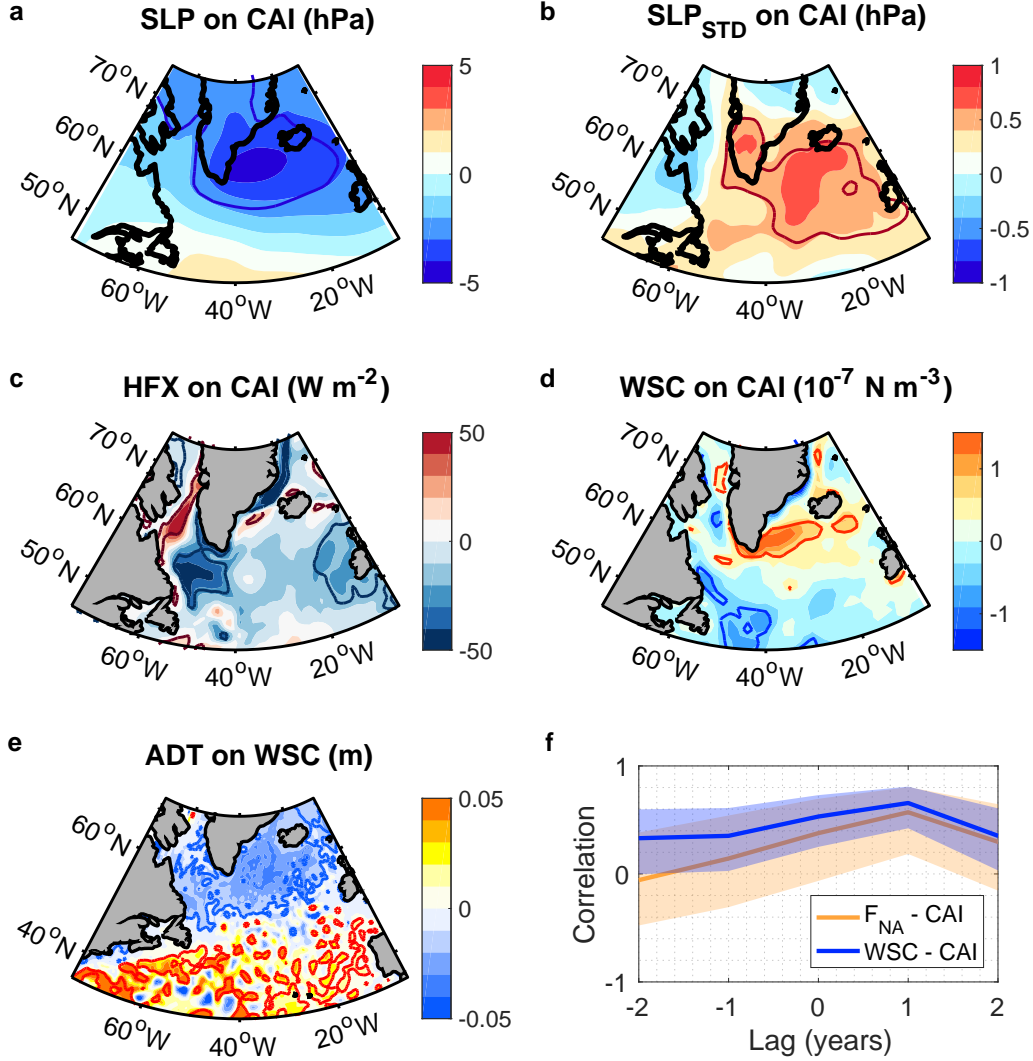 a
SLP on CAI (hPa)
70°N
60°N
50°N
60°W
40°W
20°W
5
0
-5
b
SLP_STD on CAI (hPa)
70°N
60°N
50°N
60°W
40°W
20°W
1
0.5
0
-0.5
-1
c
HFX on CAI (W m⁻²)
70°N
60°N
50°N
60°W
40°W
20°W
50
0
-50
d
WSC on CAI (10⁻⁷ N m⁻³)
70°N
60°N
50°N
60°W
40°W
20°W
1
0
-1
e
ADT on WSC (m)
60°N
40°N
60°W
40°W
20°W
0.05
0
-0.05
f
Correlation
1
0
-1
F_NA - CAI
WSC - CAI
-2
-1
0
1
2
Lag (years)